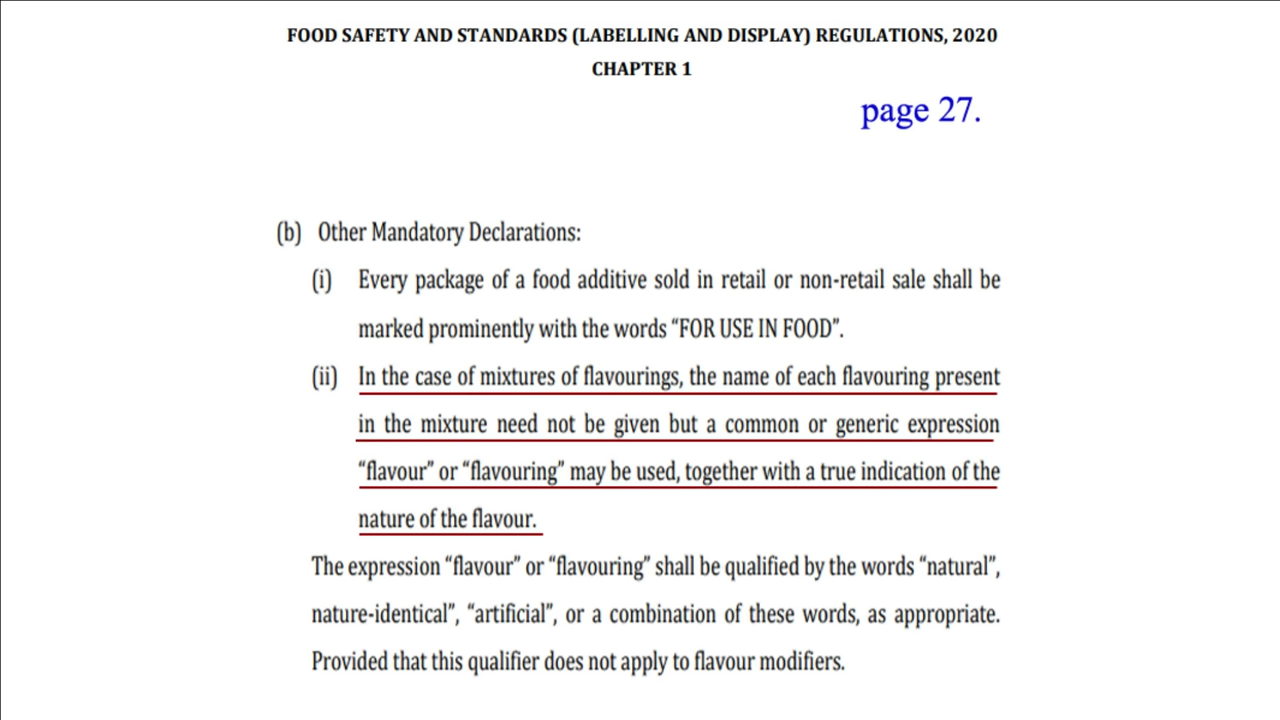 FOOD SAFETY AND STANDARDS (LABELLING AND DISPLAY) REGULATIONS, 2020
CHAPTER 1
page 27.
(b) Other Mandatory Declarations:
(i) Every package of a food additive sold in retail or non-retail sale shall be
marked prominently with the words “FOR USE IN FOOD”.
(ii) In the case of mixtures of flavourings, the name of each flavouring present
in the mixture need not be given but a common or generic expression
“flavour” or “flavouring” may be used, together with a true indication of the
nature of the flavour.
The expression “flavour” or “flavouring” shall be qualified by the words “natural”,
nature-identical”, “artificial”, or a combination of these words, as appropriate.
Provided that this qualifier does not apply to flavour modifiers.